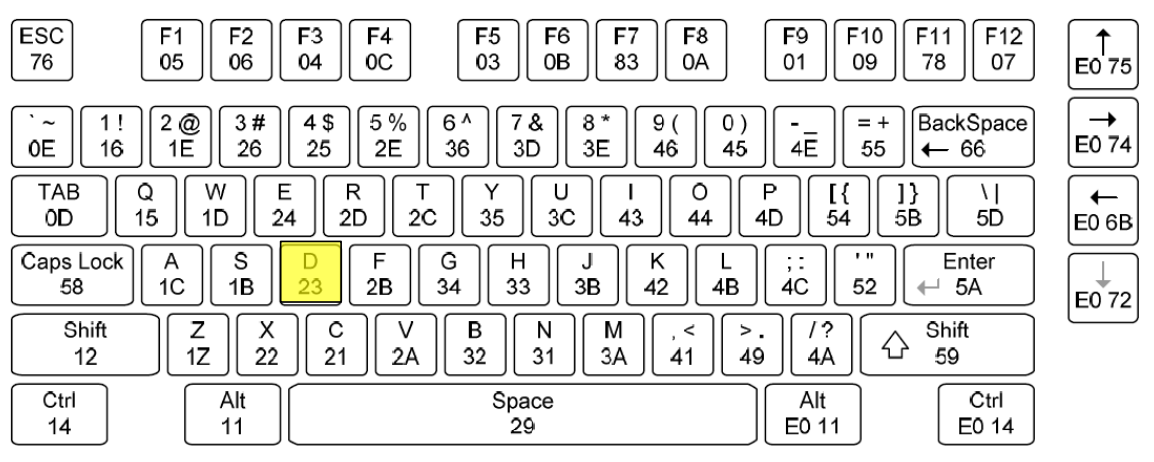 ESC F1 F2 F3 F4 F5 F6 F7 F8 F9 F10 F11 F12 ↑
76 05 06 04 0C 03 0B 83 0A 01 09 78 07 E0 75
` ~ 1 ! 2 @ 3 # 4 $ 5 % 6 ^ 7 & 8 * 9 ( 0 ) - _ = + BackSpace →
0E 16 1E 26 25 2E 36 3D 3E 46 45 4E 55 ← 66 E0 74
TAB Q W E R T Y U I O P [ { ] } \ | ←
0D 15 1D 24 2D 2C 35 3C 43 44 4D 54 5B 5D E0 6B
Caps Lock A S D F G H J K L ; : ' " Enter ↓
58 1C 1B 23 2B 34 33 3B 42 4B 4C 52 ↵ 5A E0 72
Shift Z X C V B N M , < > . / ? ⇧ Shift
12 1Z 22 21 2A 32 31 3A 41 49 4A 59
Ctrl Alt Space Alt Ctrl
14 11 29 E0 11 E0 14